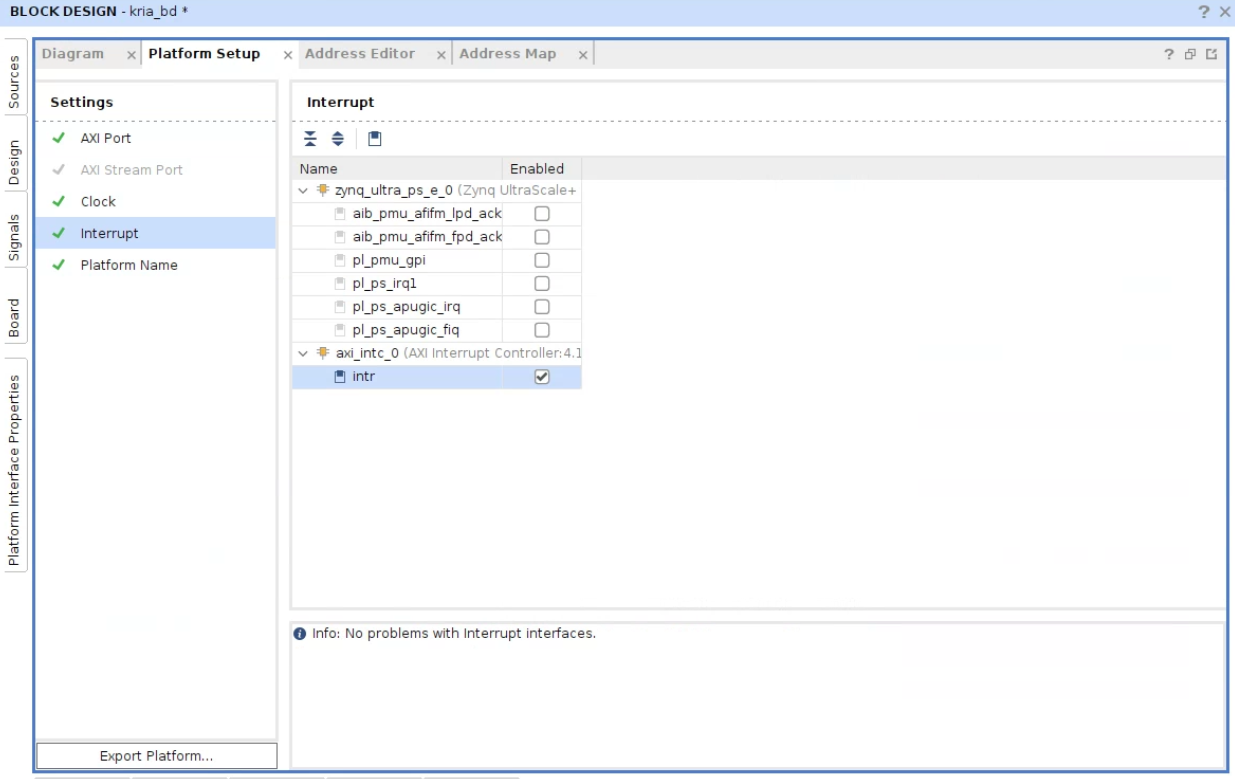 BLOCK DESIGN - kria_bd *
? ×
Diagram × Platform Setup × Address Editor × Address Map ×
?
Sources
Design
Signals
Board
Platform Interface Properties
Settings
AXI Port
AXI Stream Port
Clock
Interrupt
Platform Name
Export Platform...
Interrupt
Name Enabled
zynq_ultra_ps_e_0 (Zynq UltraScale+
aib_pmu_afifm_lpd_ack
aib_pmu_afifm_fpd_ack
pl_pmu_gpi
pl_ps_irq1
pl_ps_apugic_irq
pl_ps_apugic_fiq
axi_intc_0 (AXI Interrupt Controller:4.1
intr
Info: No problems with Interrupt interfaces.